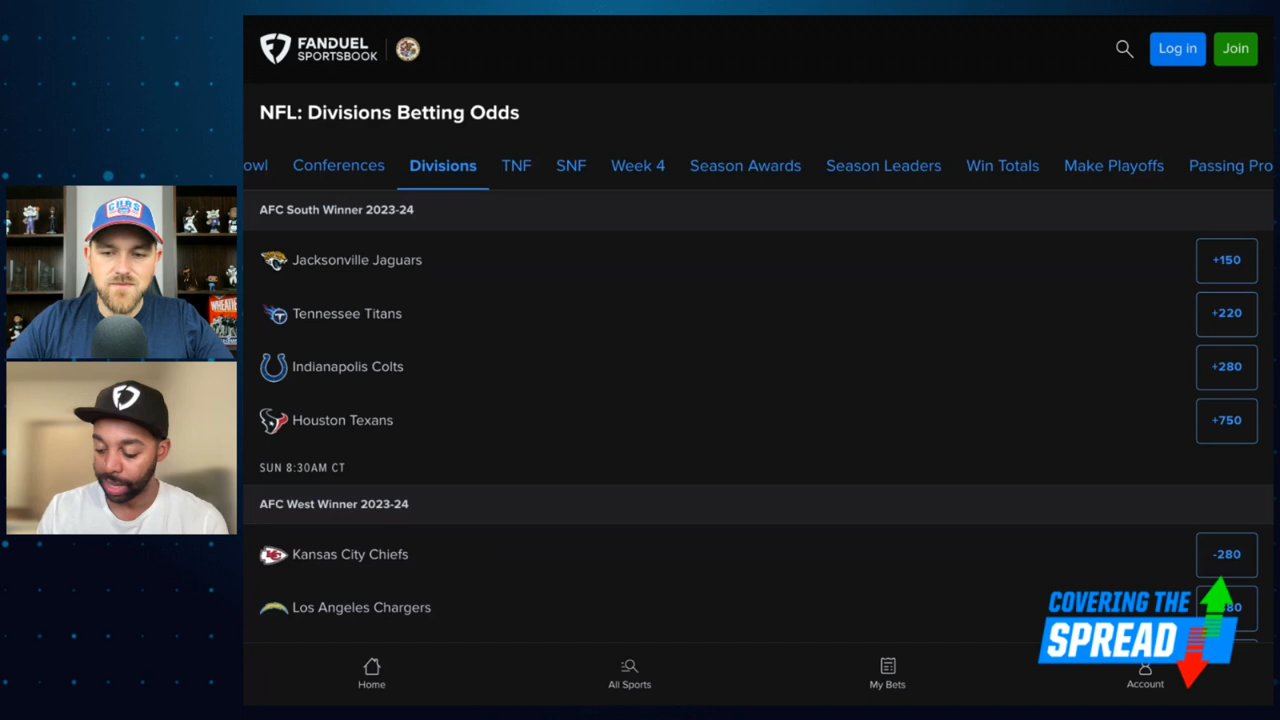 FANDUEL
SPORTSBOOK
Log in
Join
NFL: Divisions Betting Odds
owl Conferences Divisions TNF SNF Week 4 Season Awards Season Leaders Win Totals Make Playoffs Passing Pro
AFC South Winner 2023-24
Jacksonville Jaguars +150
Tennessee Titans +220
Indianapolis Colts +280
Houston Texans +750
SUN 8:30AM CT
AFC West Winner 2023-24
Kansas City Chiefs -280
Los Angeles Chargers 80
COVERING THE
SPREAD
Home
All Sports
My Bets
Account
CUBS
WHEATIES